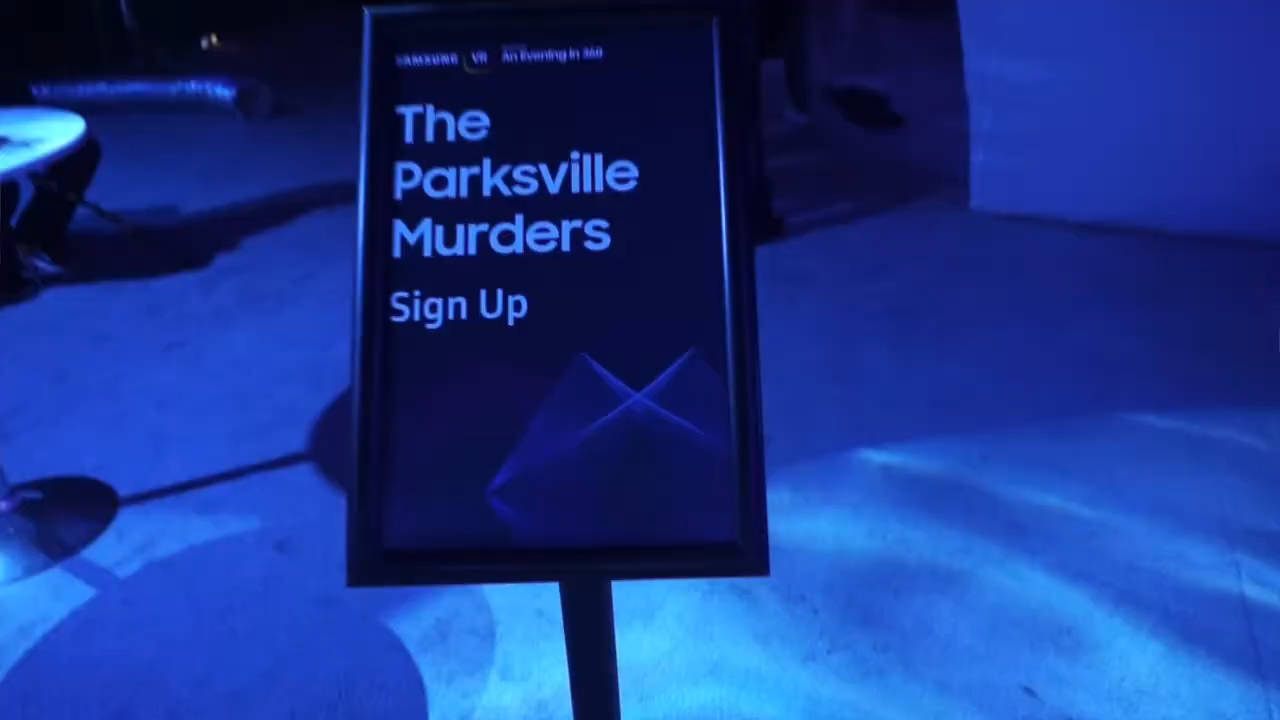 SAMSUNG VR An Evening in 360
The
Parksville
Murders
Sign Up